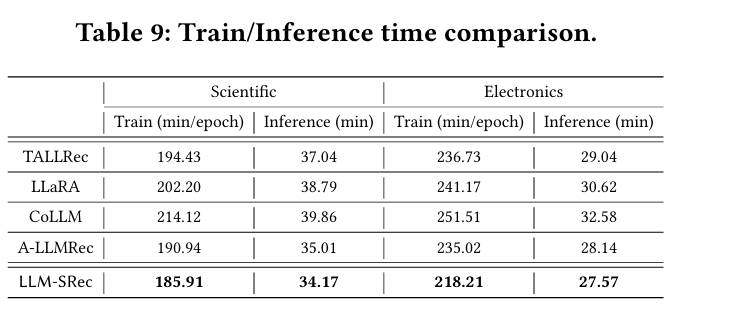 Table 9: Train/Inference time comparison.
Scientific Electronics
Train (min/epoch) Inference (min) Train (min/epoch) Inference (min)
TALLRec 194.43 37.04 236.73 29.04
LLaRA 202.20 38.79 241.17 30.62
CoLLM 214.12 39.86 251.51 32.58
A-LLMRec 190.94 35.01 235.02 28.14
LLM-SRec 185.91 34.17 218.21 27.57